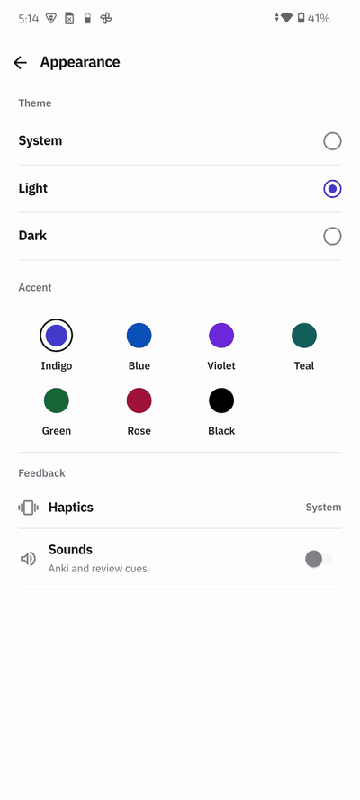 5:14
41%
Appearance
Theme
System
Light
Dark
Accent
Indigo
Blue
Violet
Teal
Green
Rose
Black
Feedback
Haptics
System
Sounds
Anki and review cues